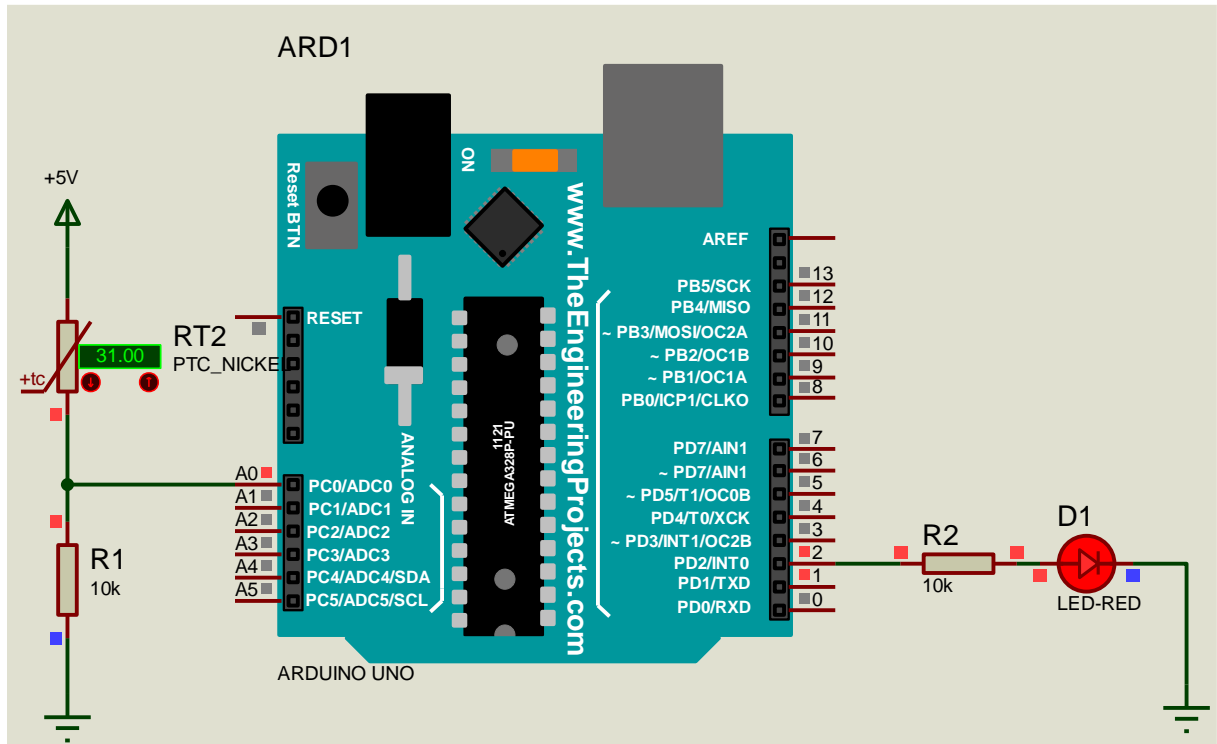 ARD1
+5V
ON
Reset BTN
www.TheEngineeringProjects.com
AREF
PB5/SCK
13
PB4/MISO
12
~ PB3/MOSI/OC2A
11
~ PB2/OC1B
10
~ PB1/OC1A
9
PB0/ICP1/CLKO
8
RESET
RT2
PTC_NICKEL
31.00
+tc
ANALOG IN
1121
ATMEGA328P-PU
PD7/AIN1
7
~ PD7/AIN1
6
~ PD5/T1/OC0B
5
PD4/T0/XCK
4
~ PD3/INT1/OC2B
3
PD2/INT0
2
PD1/TXD
1
PD0/RXD
0
A0
PC0/ADC0
A1
PC1/ADC1
A2
PC2/ADC2
A3
PC3/ADC3
A4
PC4/ADC4/SDA
A5
PC5/ADC5/SCL
R1
10k
R2
10k
D1
LED-RED
ARDUINO UNO